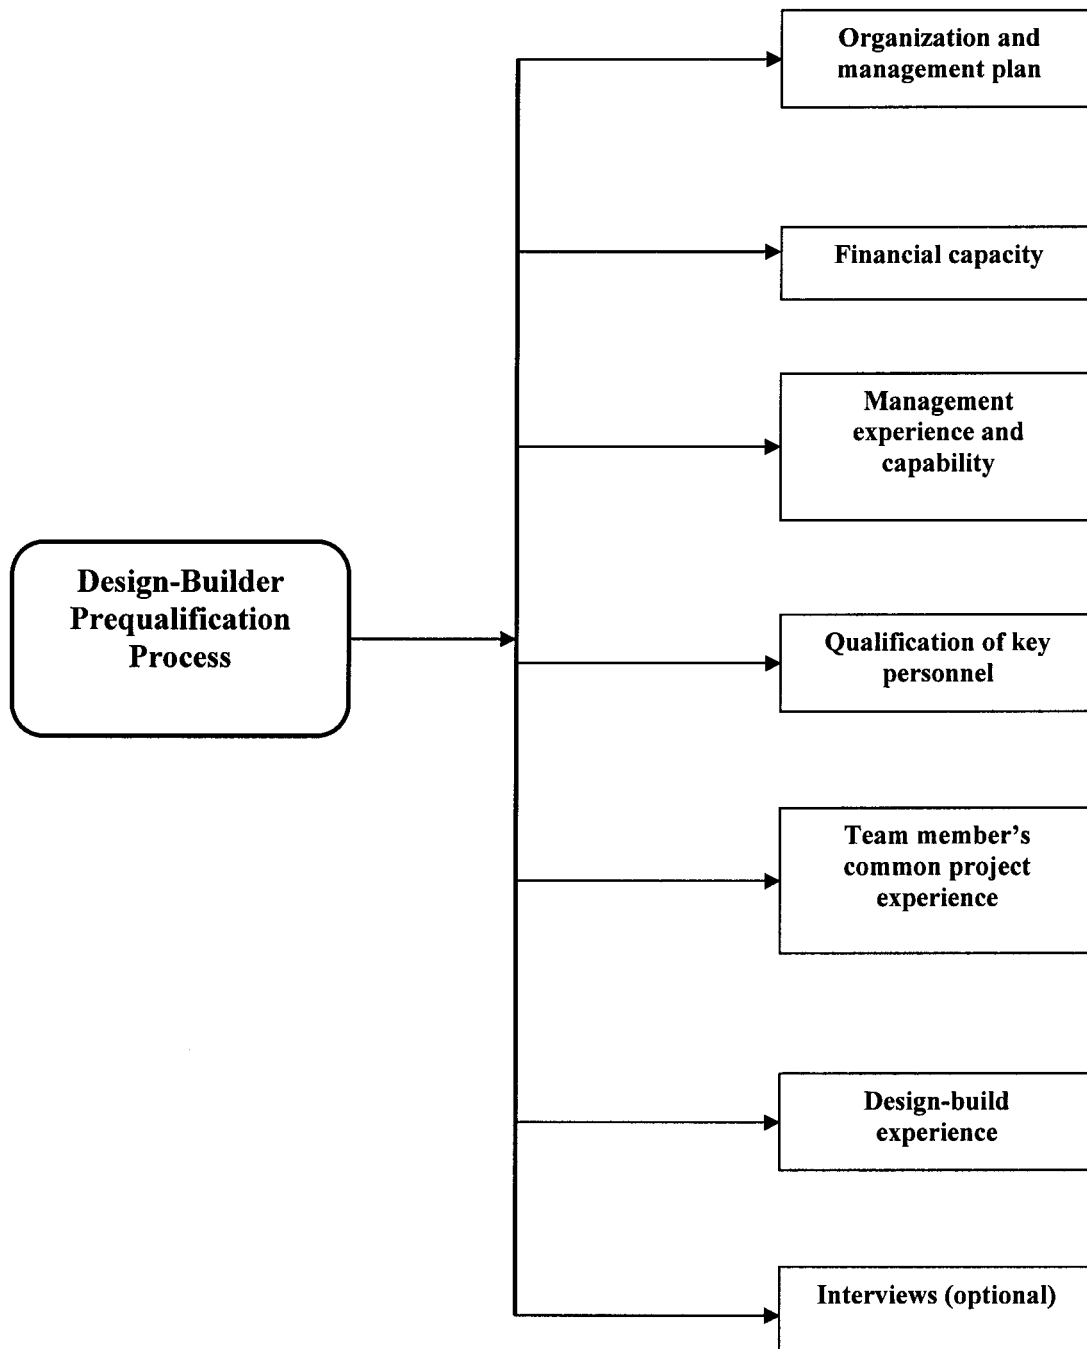 Organization and
management plan
Financial capacity
Management
experience and
capability
Design-Builder
Prequalification
Process
Qualification of key
personnel
Team member's
common project
experience
Design-build
experience
Interviews (optional)